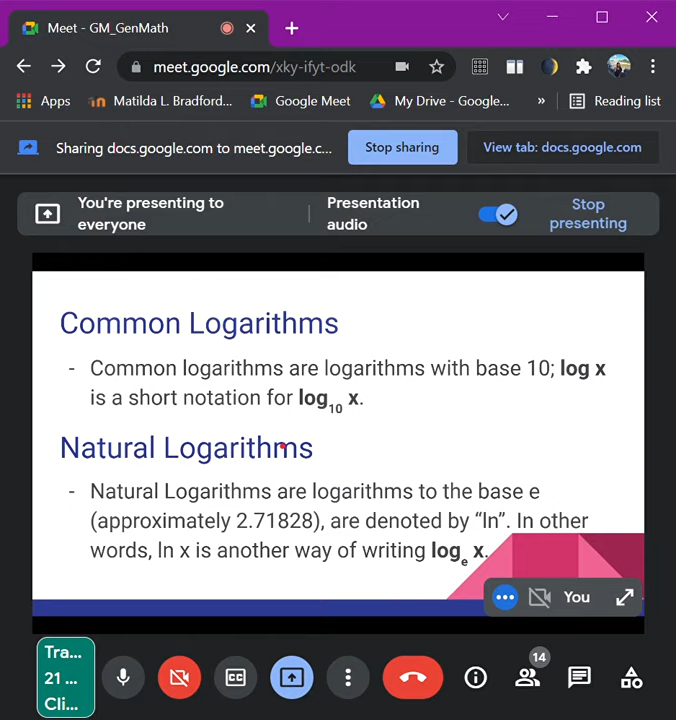 Meet - GM_GenMath
meet.google.com/xky-ifyt-odk
Apps
Matilda L. Bradford...
Google Meet
My Drive - Google...
»
Reading list
Sharing docs.google.com to meet.google.c...
Stop sharing
View tab: docs.google.com
You're presenting to
everyone
Presentation
audio
Stop
presenting
Common Logarithms
- Common logarithms are logarithms with base 10; log x
is a short notation for log₁₀ x.
Natural Logarithms
- Natural Logarithms are logarithms to the base e
(approximately 2.71828), are denoted by “ln”. In other
words, ln x is another way of writing logₑ x.
You
Tra...
21 ...
Cli...
CC
14